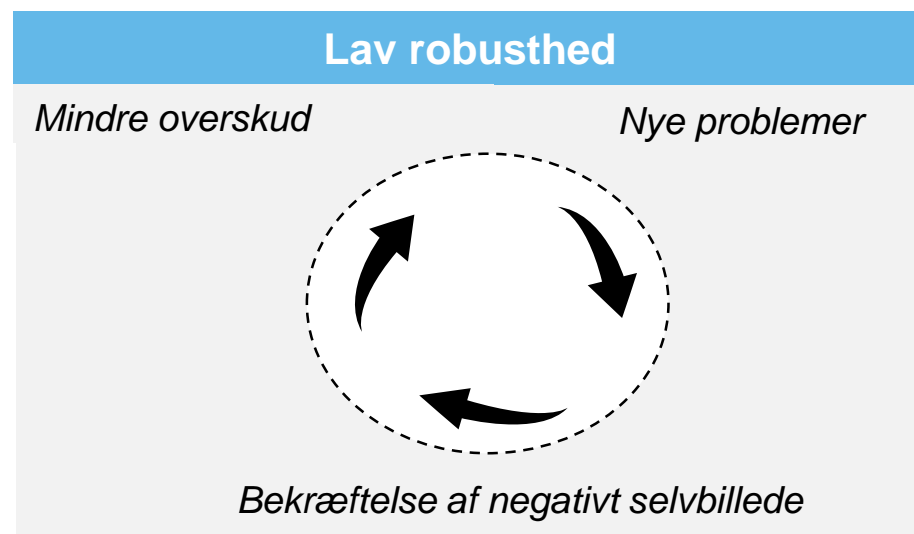 Lav robusthed
Mindre overskud
Nye problemer
Bekræftelse af negativt selvbillede